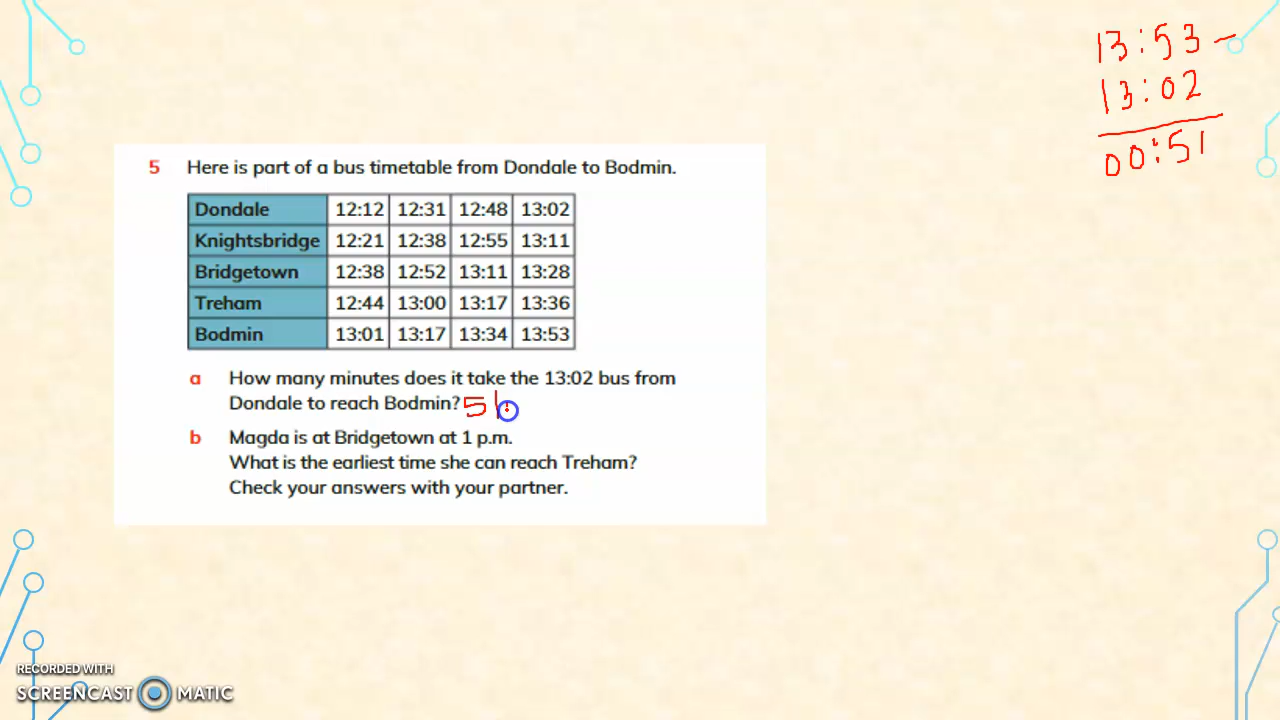 13:53 –
13:02
00:51
5 Here is part of a bus timetable from Dondale to Bodmin.
Dondale 12:12 12:31 12:48 13:02
Knightsbridge 12:21 12:38 12:55 13:11
Bridgetown 12:38 12:52 13:11 13:28
Treham 12:44 13:00 13:17 13:36
Bodmin 13:01 13:17 13:34 13:53
a How many minutes does it take the 13:02 bus from
Dondale to reach Bodmin? 51
b Magda is at Bridgetown at 1 p.m.
What is the earliest time she can reach Treham?
Check your answers with your partner.
RECORDED WITH
SCREENCAST MATIC